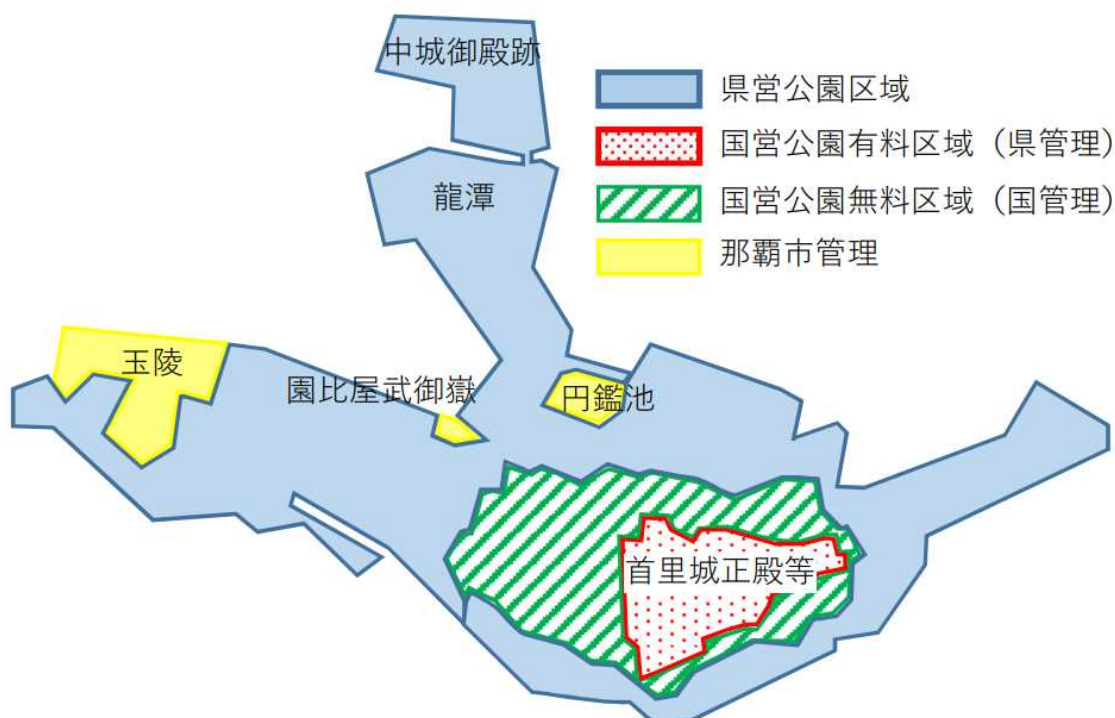 中城御殿跡
県営公園区域
国営公園有料区域（県管理）
龍潭
国営公園無料区域（国管理）
那覇市管理
玉陵
園比屋武御嶽
円鑑池
首里城正殿等